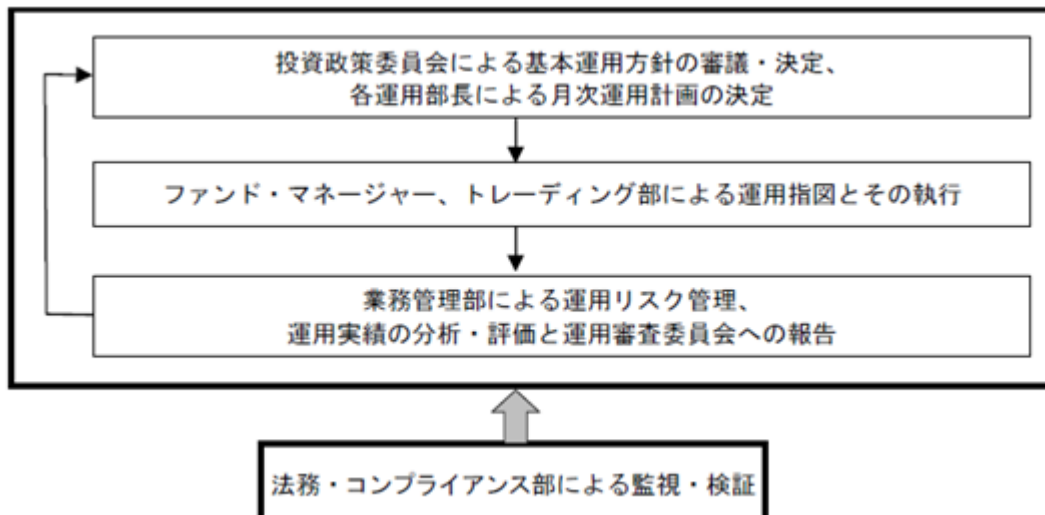 投資政策委員会による基本運用方針の審議・決定、
各運用部長による月次運用計画の決定
ファンド・マネージャー、トレーディング部による運用指図とその執行
業務管理部による運用リスク管理、
運用実績の分析・評価と運用審査委員会への報告
法務・コンプライアンス部による監視・検証